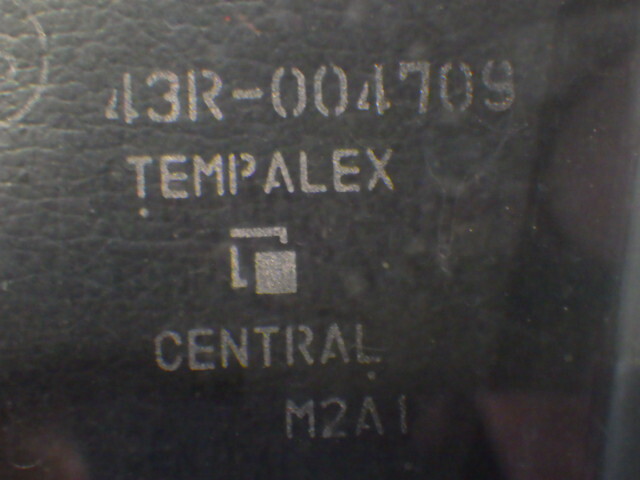 43R-004709
TEMPALEX
CENTRAL
M2A1